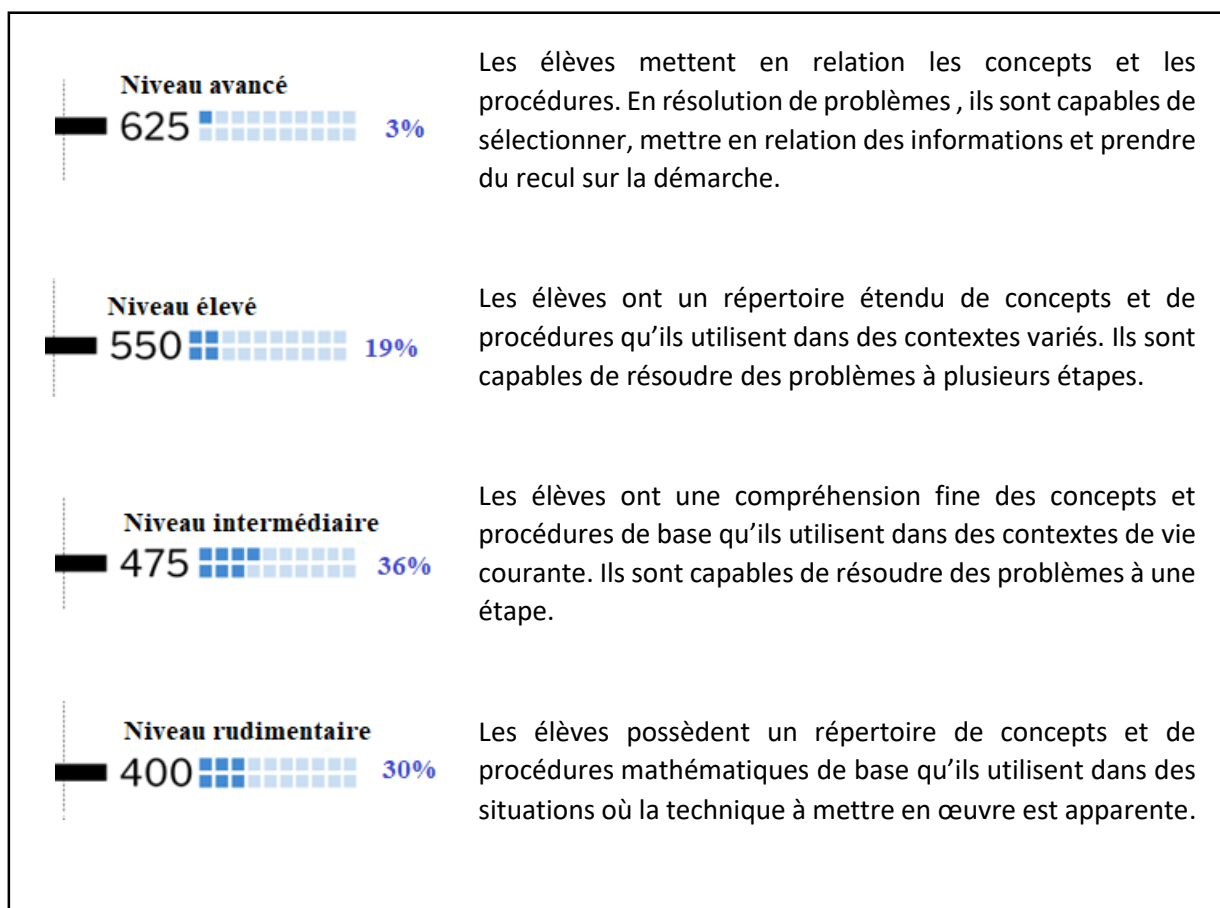 Niveau avancé
625 3%
Les élèves mettent en relation les concepts et les
procédures. En résolution de problèmes , ils sont capables de
sélectionner, mettre en relation des informations et prendre
du recul sur la démarche.
Niveau élevé
550 19%
Les élèves ont un répertoire étendu de concepts et de
procédures qu’ils utilisent dans des contextes variés. Ils sont
capables de résoudre des problèmes à plusieurs étapes.
Niveau intermédiaire
475 36%
Les élèves ont une compréhension fine des concepts et
procédures de base qu’ils utilisent dans des contextes de vie
courante. Ils sont capables de résoudre des problèmes à une
étape.
Niveau rudimentaire
400 30%
Les élèves possèdent un répertoire de concepts et de
procédures mathématiques de base qu’ils utilisent dans des
situations où la technique à mettre en œuvre est apparente.